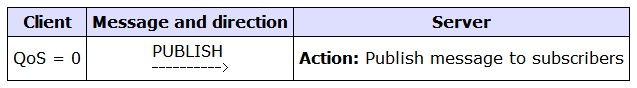 Client Message and direction Server
QoS = 0 PUBLISH Action: Publish message to subscribers
---------->